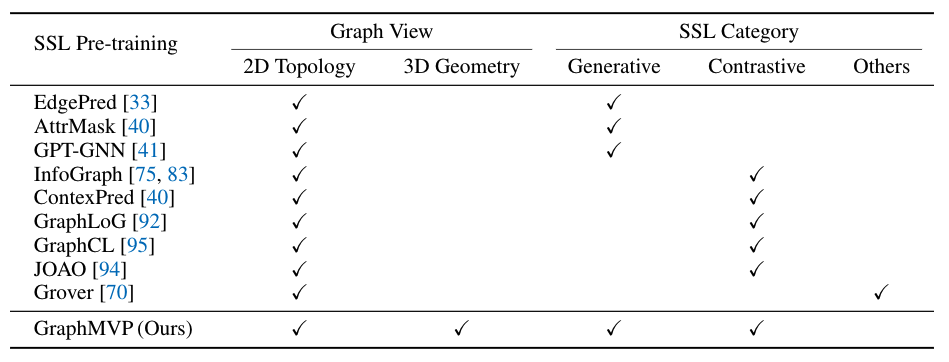 SSL Pre-training Graph View SSL Category
2D Topology 3D Geometry Generative Contrastive Others
EdgePred [33] ✓ ✓
AttrMask [40] ✓ ✓
GPT-GNN [41] ✓ ✓
InfoGraph [75, 83] ✓ ✓
ContexPred [40] ✓ ✓
GraphLoG [92] ✓ ✓
GraphCL [95] ✓ ✓
JOAO [94] ✓ ✓
Grover [70] ✓ ✓
GraphMVP (Ours) ✓ ✓ ✓ ✓